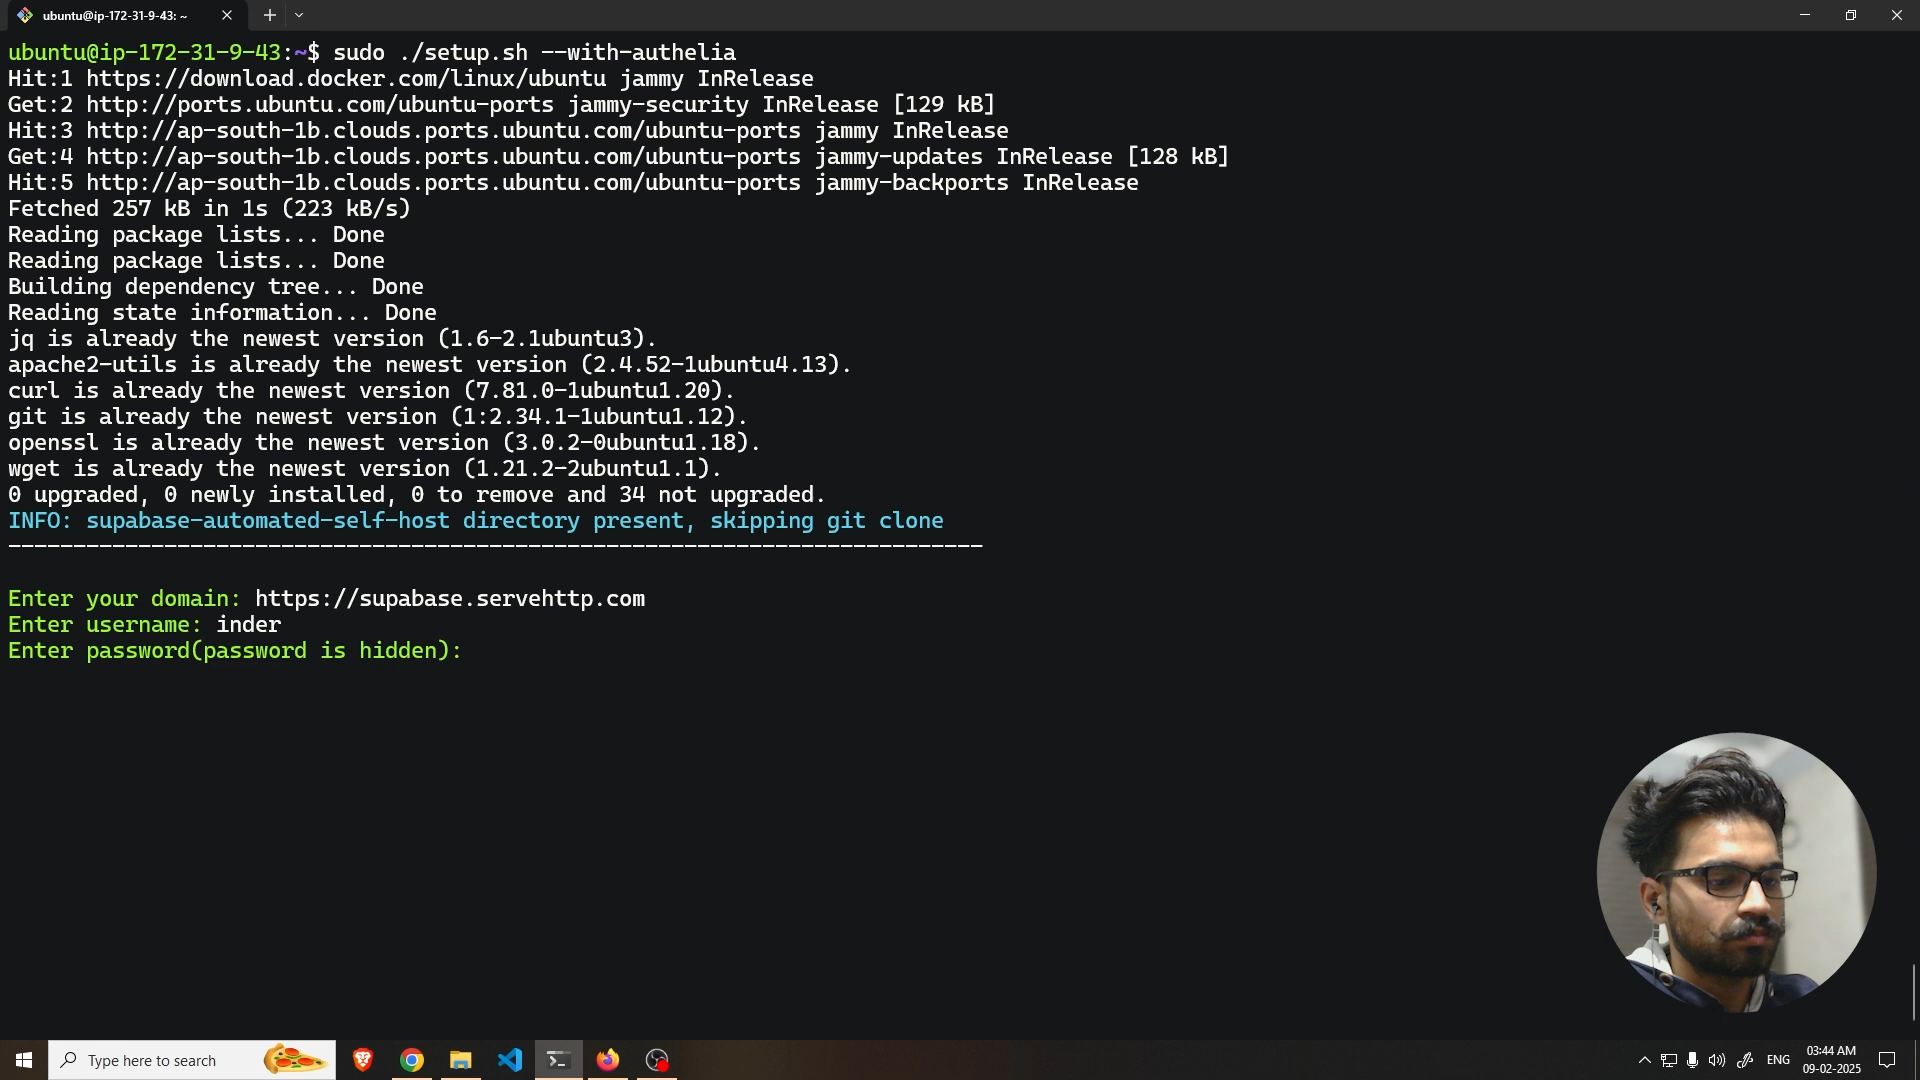 ubuntu@ip-172-31-9-43: ~
ubuntu@ip-172-31-9-43:~$ sudo ./setup.sh --with-authelia
Hit:1 https://download.docker.com/linux/ubuntu jammy InRelease
Get:2 http://ports.ubuntu.com/ubuntu-ports jammy-security InRelease [129 kB]
Hit:3 http://ap-south-1b.clouds.ports.ubuntu.com/ubuntu-ports jammy InRelease
Get:4 http://ap-south-1b.clouds.ports.ubuntu.com/ubuntu-ports jammy-updates InRelease [128 kB]
Hit:5 http://ap-south-1b.clouds.ports.ubuntu.com/ubuntu-ports jammy-backports InRelease
Fetched 257 kB in 1s (223 kB/s)
Reading package lists... Done
Reading package lists... Done
Building dependency tree... Done
Reading state information... Done
jq is already the newest version (1.6-2.1ubuntu3).
apache2-utils is already the newest version (2.4.52-1ubuntu4.13).
curl is already the newest version (7.81.0-1ubuntu1.20).
git is already the newest version (1:2.34.1-1ubuntu1.12).
openssl is already the newest version (3.0.2-0ubuntu1.18).
wget is already the newest version (1.21.2-2ubuntu1.1).
0 upgraded, 0 newly installed, 0 to remove and 34 not upgraded.
INFO: supabase-automated-self-host directory present, skipping git clone
---------------------------------------------------------------------------
Enter your domain: https://supabase.servehttp.com
Enter username: inder
Enter password(password is hidden):
Type here to search
ENG
03:44 AM
09-02-2025